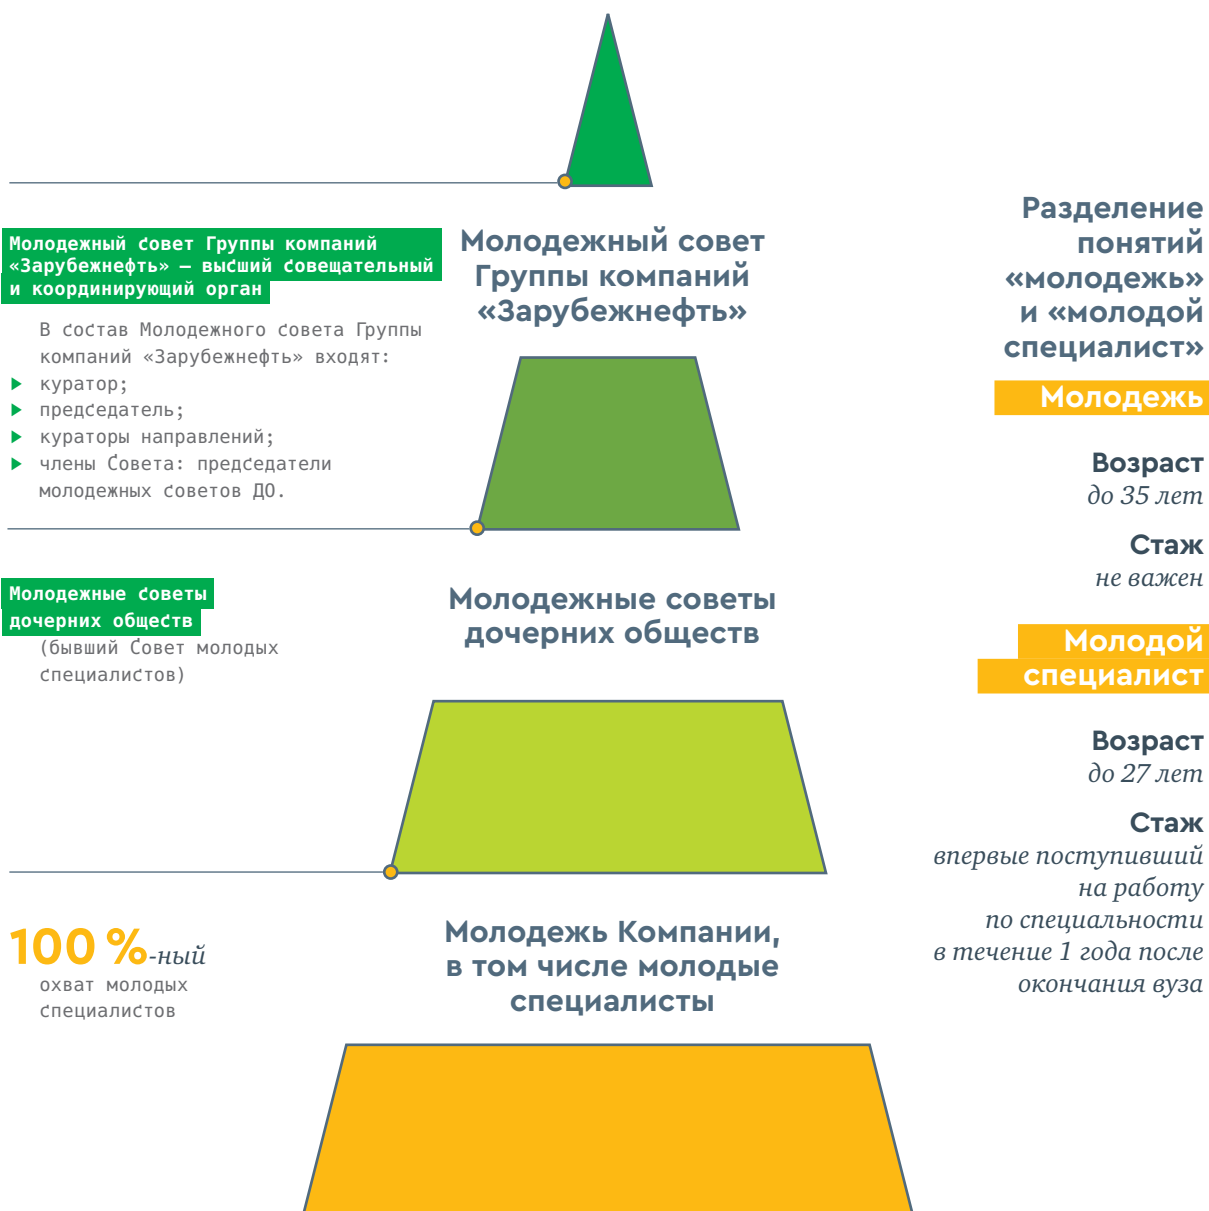 Молодежный совет Группы компаний
«Зарубежнефть» — высший совещательный
и координирующий орган
В состав Молодежного совета Группы
компаний «Зарубежнефть» входят:
куратор;
председатель;
кураторы направлений;
члены Совета: председатели
молодежных советов ДО.
Молодежные советы
дочерних обществ
(бывший Совет молодых
специалистов)
100 %-ный
охват молодых
специалистов
Молодежный совет
Группы компаний
«Зарубежнефть»
Молодежные советы
дочерних обществ
Молодежь Компании,
в том числе молодые
специалисты
Разделение
понятий
«молодежь»
и «молодой
специалист»
Молодежь
Возраст
до 35 лет
Стаж
не важен
Молодой
специалист
Возраст
до 27 лет
Стаж
впервые поступивший
на работу
по специальности
в течение 1 года после
окончания вуза